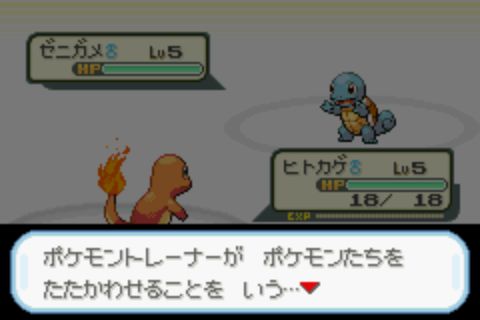 ゼニガメ♂ Lv5
HP
ヒトカゲ♂ Lv5
HP
18/ 18
EXP
ポケモントレーナーが ポケモンたちを
たたかわせることを いう…